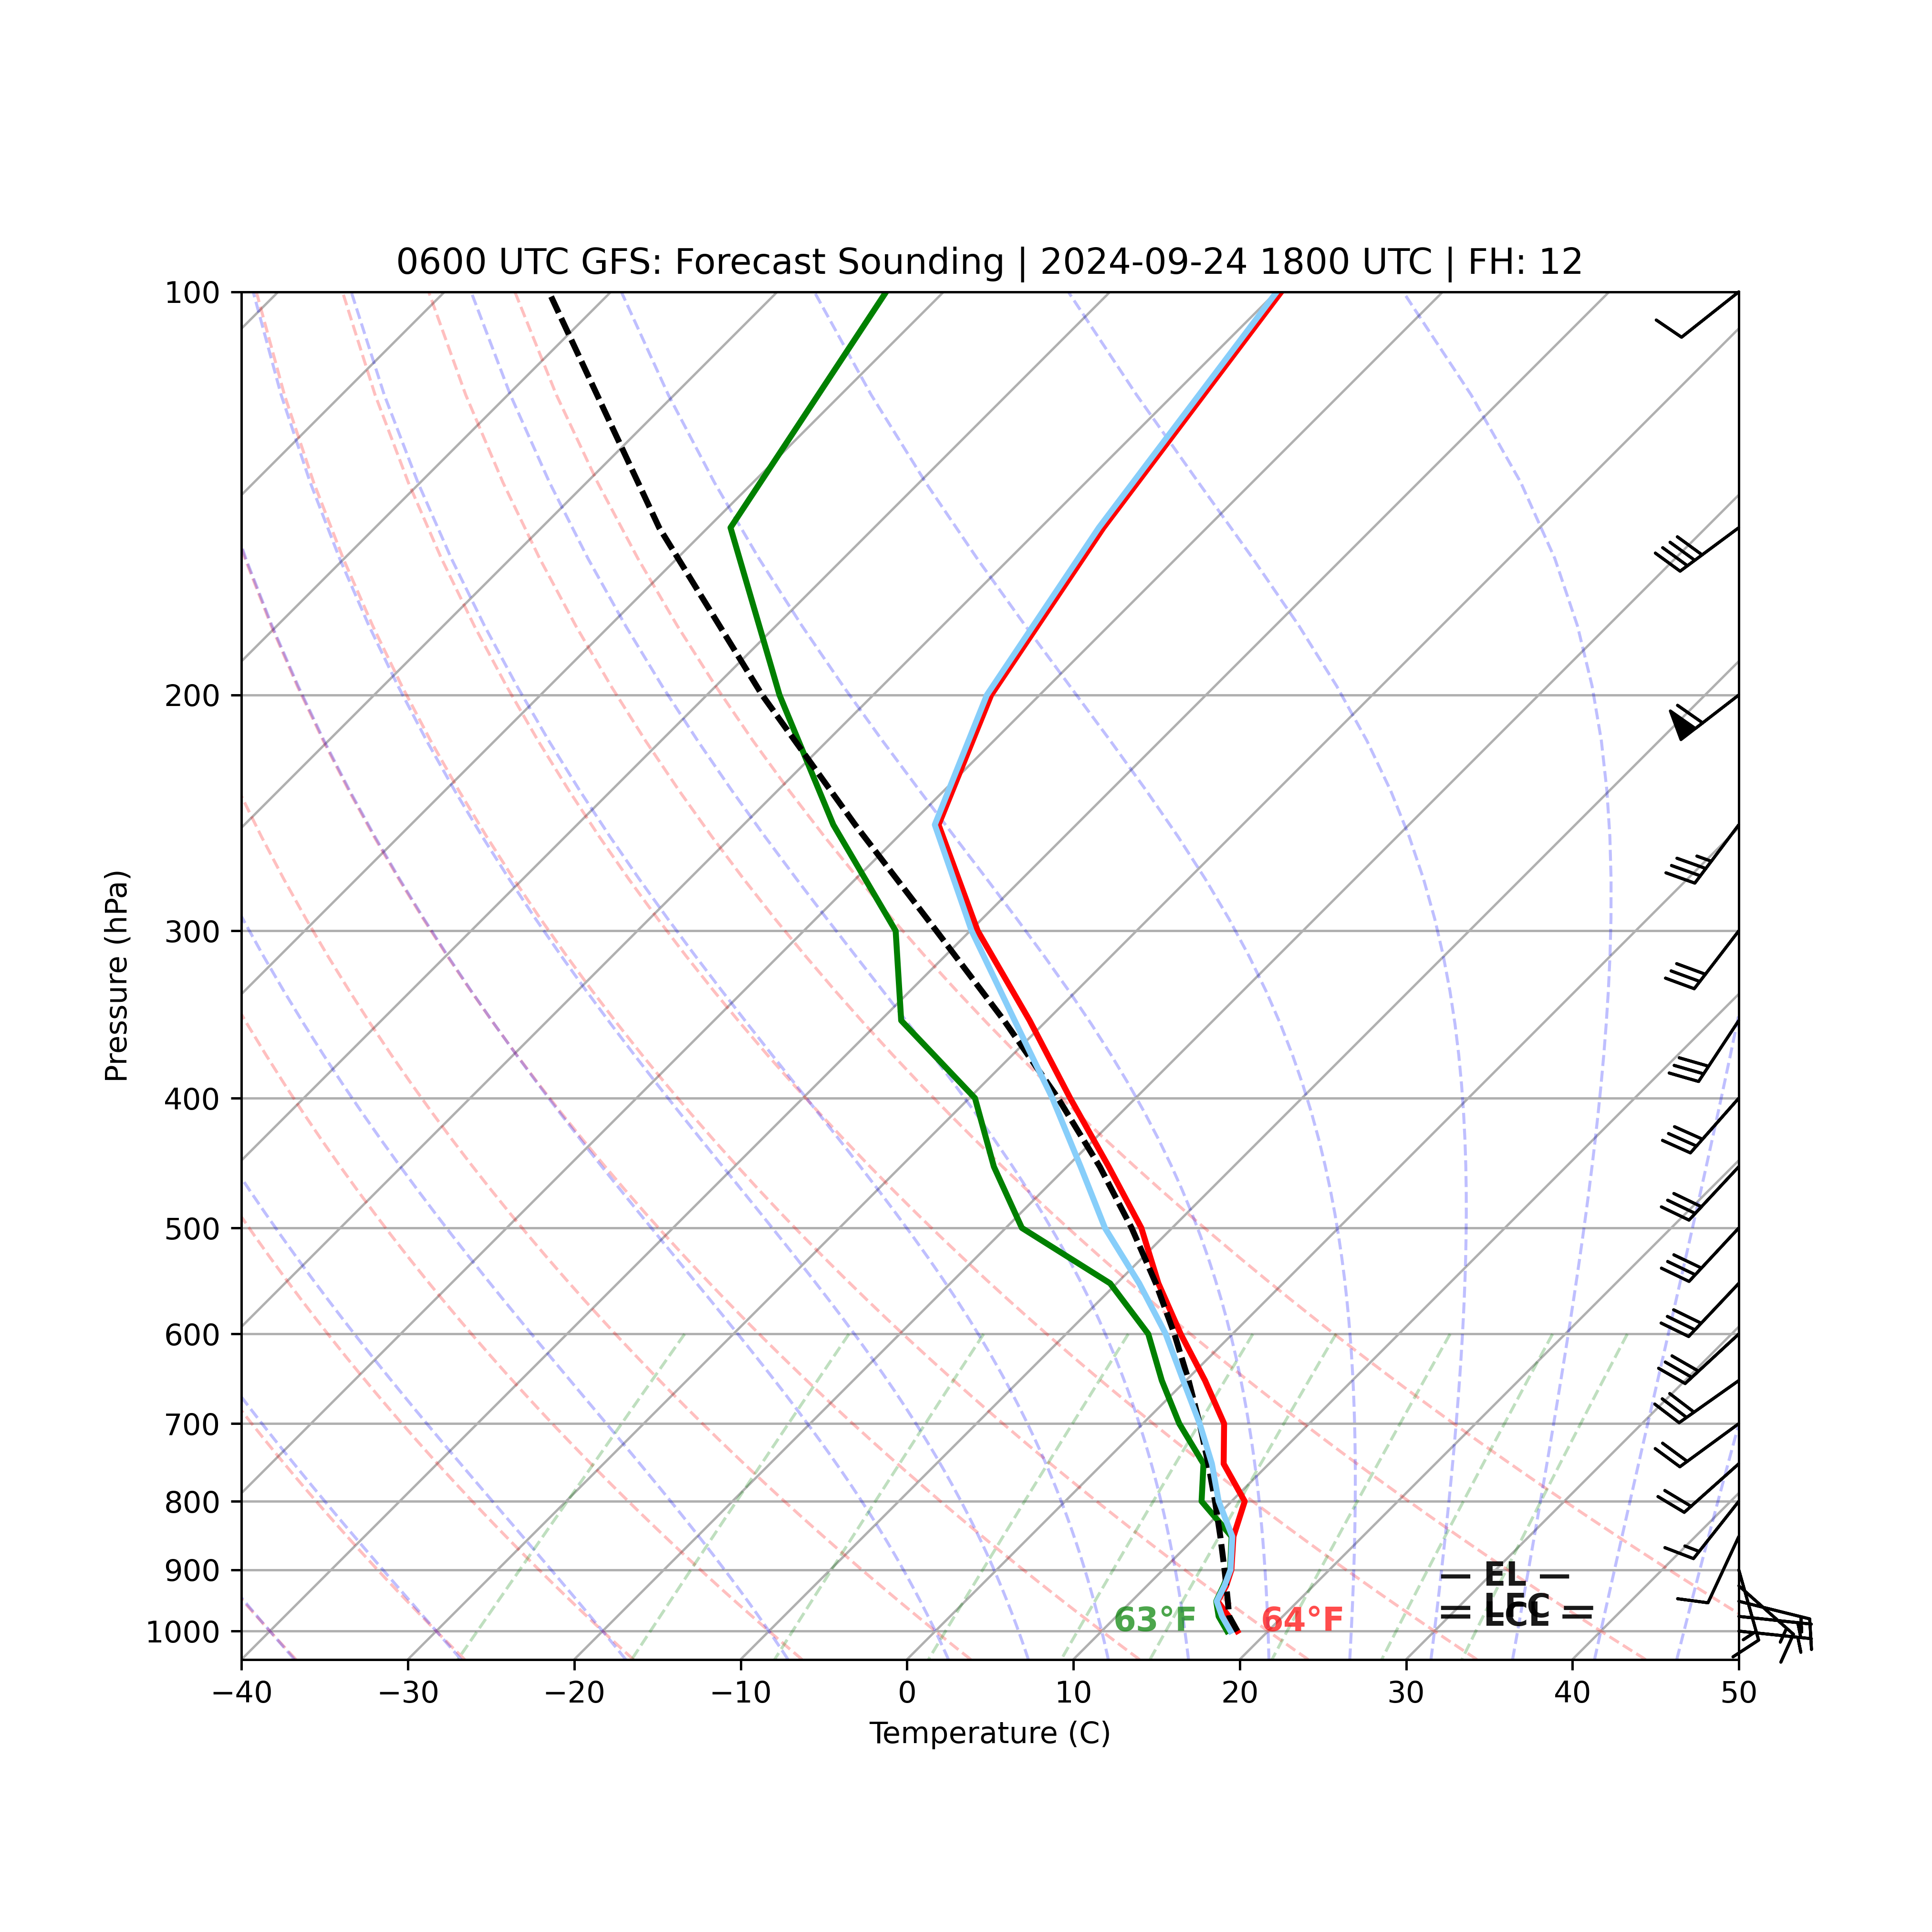 0600 UTC GFS: Forecast Sounding | 2024-09-24 1800 UTC | FH: 12
100
200
300
400
500
600
700
800
900
1000
Pressure (hPa)
— EL —
— LFC —
— LCL —
63°F
64°F
−40 −30 −20 −10 0 10 20 30 40 50
Temperature (C)